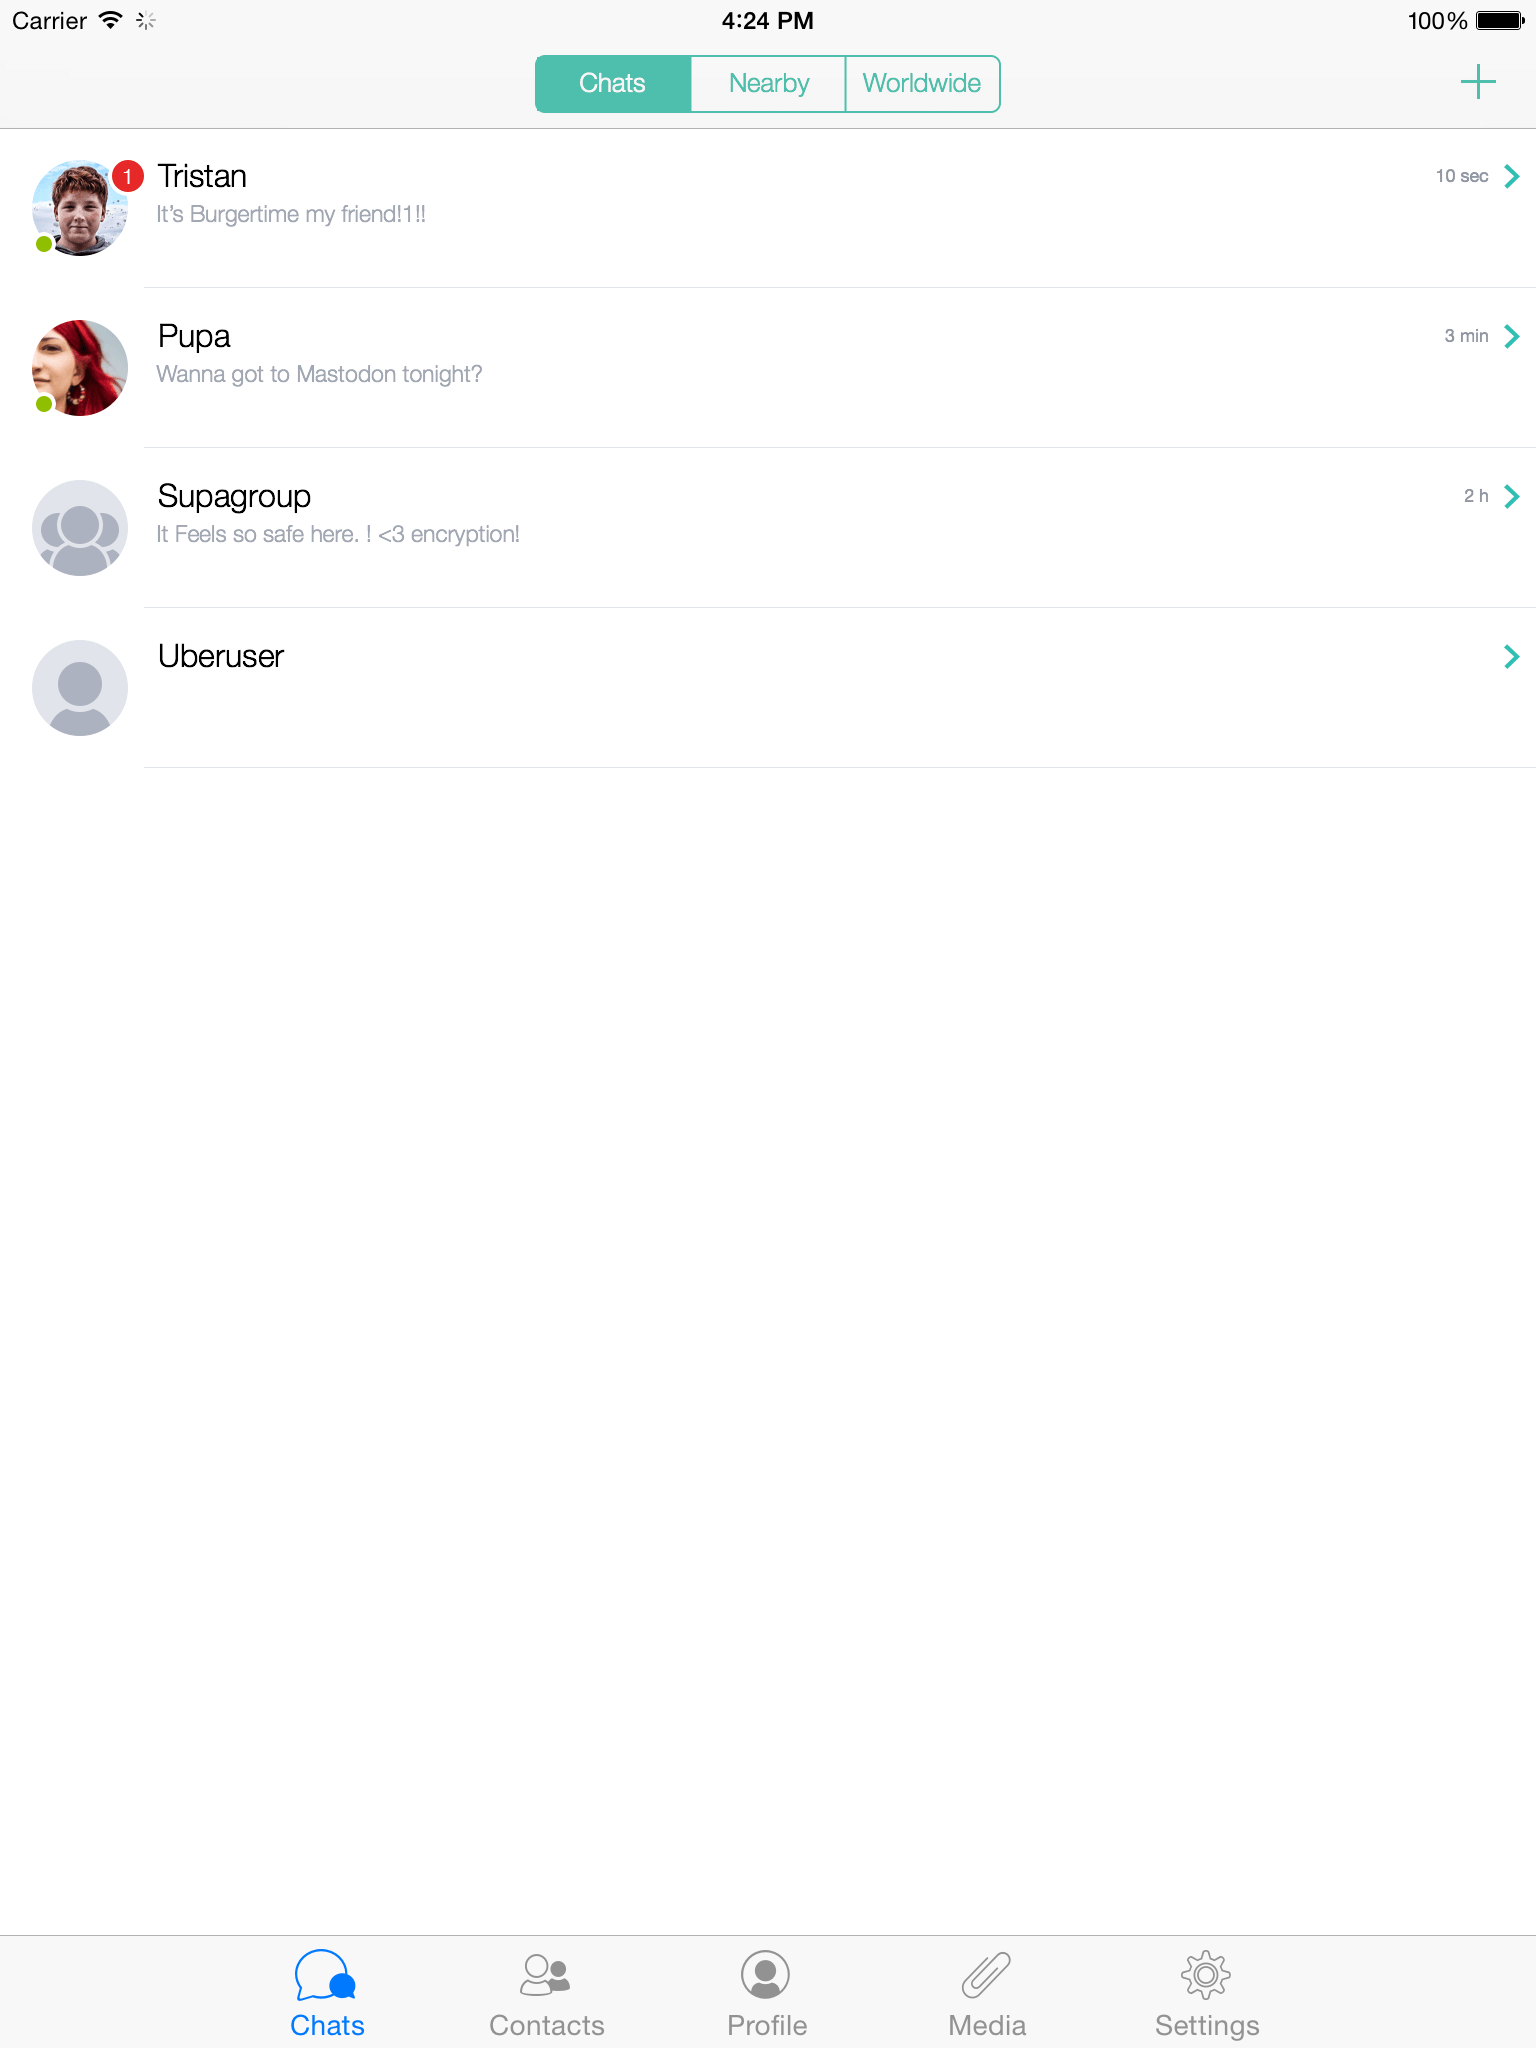 Carrier 4:24 PM 100%
Chats Nearby Worldwide
1 Tristan 10 sec
It's Burgertime my friend!1!!
Pupa 3 min
Wanna got to Mastodon tonight?
Supagroup 2 h
It Feels so safe here. ! <3 encryption!
Uberuser
Chats Contacts Profile Media Settings